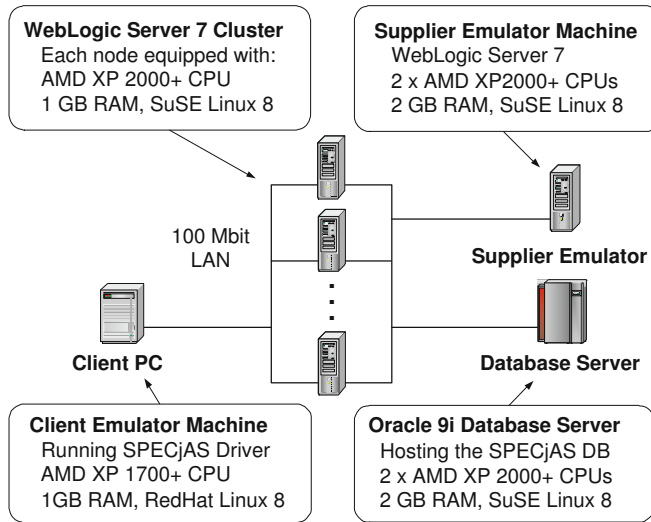 WebLogic Server 7 Cluster
Each node equipped with:
AMD XP 2000+ CPU
1 GB RAM, SuSE Linux 8
Supplier Emulator Machine
WebLogic Server 7
2 x AMD XP2000+ CPUs
2 GB RAM, SuSE Linux 8
100 Mbit
LAN
Supplier Emulator
Client PC
Database Server
Client Emulator Machine
Running SPECjAS Driver
AMD XP 1700+ CPU
1GB RAM, RedHat Linux 8
Oracle 9i Database Server
Hosting the SPECjAS DB
2 x AMD XP 2000+ CPUs
2 GB RAM, SuSE Linux 8